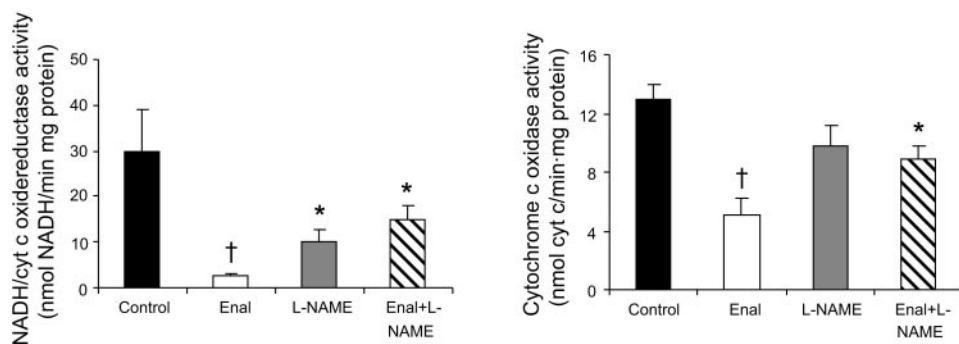 NADH/cyt c oxidereductase activity
(nmol NADH/min mg protein)
50
40
30
20
10
0
†
*
*
Control
Enal
L-NAME
Enal+L-
NAME
Cytochrome c oxidase activity
(nmol cyt c/min·mg protein)
16
12
8
4
0
†
*
Control
Enal
L-NAME
Enal+L-
NAME